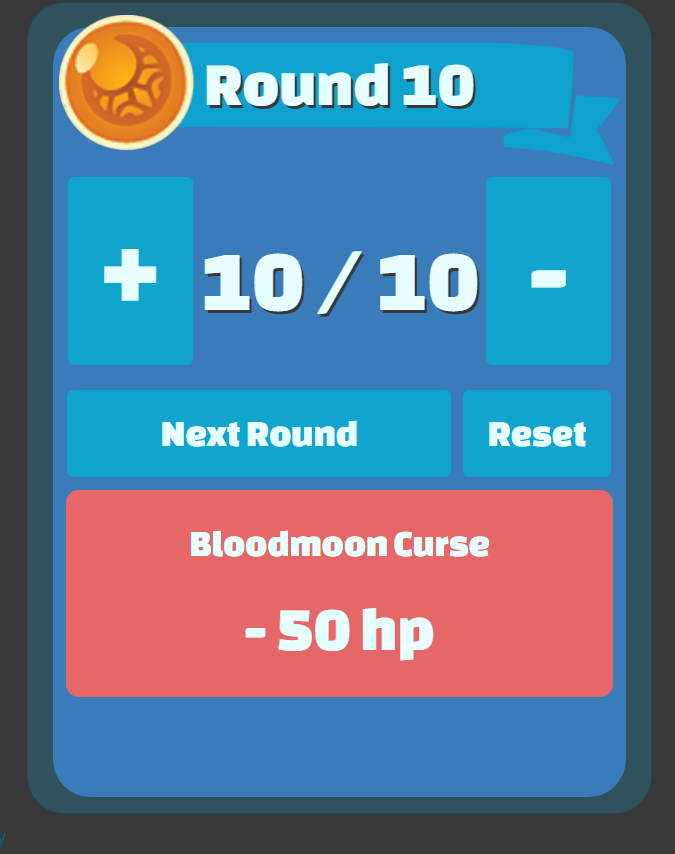 Round 10
+ 10 / 10 -
Next Round Reset
Bloodmoon Curse
- 50 hp